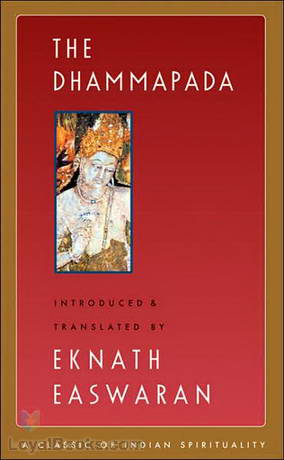 THE
DHAMMAPADA
INTRODUCED &
TRANSLATED BY
EKNATH
EASWARAN
A CLASSIC OF INDIAN SPIRITUALITY